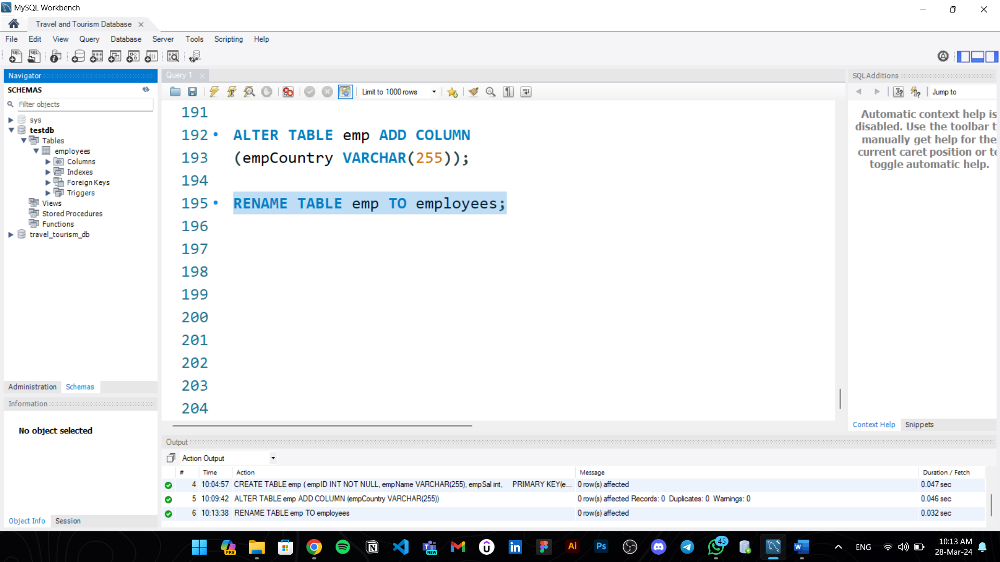 MySQL Workbench
Travel and Tourism Database
File Edit View Query Database Server Tools Scripting Help
Navigator
SCHEMAS
Filter objects
sys
testdb
Tables
employees
Columns
Indexes
Foreign Keys
Triggers
Views
Stored Procedures
Functions
travel_tourism_db
Administration Schemas
Information
No object selected
Object Info Session
Query 1
Limit to 1000 rows
191
192 ALTER TABLE emp ADD COLUMN
193 (empCountry VARCHAR(255));
194
195 RENAME TABLE emp TO employees;
196
197
198
199
200
201
202
203
204
SQLAdditions
Jump to
Automatic context help is
disabled. Use the toolbar t
manually get help for the
current caret position or to
toggle automatic help.
Context Help Snippets
Output
Action Output
# Time Action Message Duration / Fetch
4 10:04:57 CREATE TABLE emp ( empID INT NOT NULL, empName VARCHAR(255), empSal int, PRIMARY KEY(e... 0 row(s) affected 0.047 sec
5 10:09:42 ALTER TABLE emp ADD COLUMN (empCountry VARCHAR(255)) 0 row(s) affected Records: 0 Duplicates: 0 Warnings: 0 0.046 sec
6 10:13:38 RENAME TABLE emp TO employees 0 row(s) affected 0.032 sec
PRE
NEW
Ai
Ps
45
ENG
10:13 AM
28-Mar-24